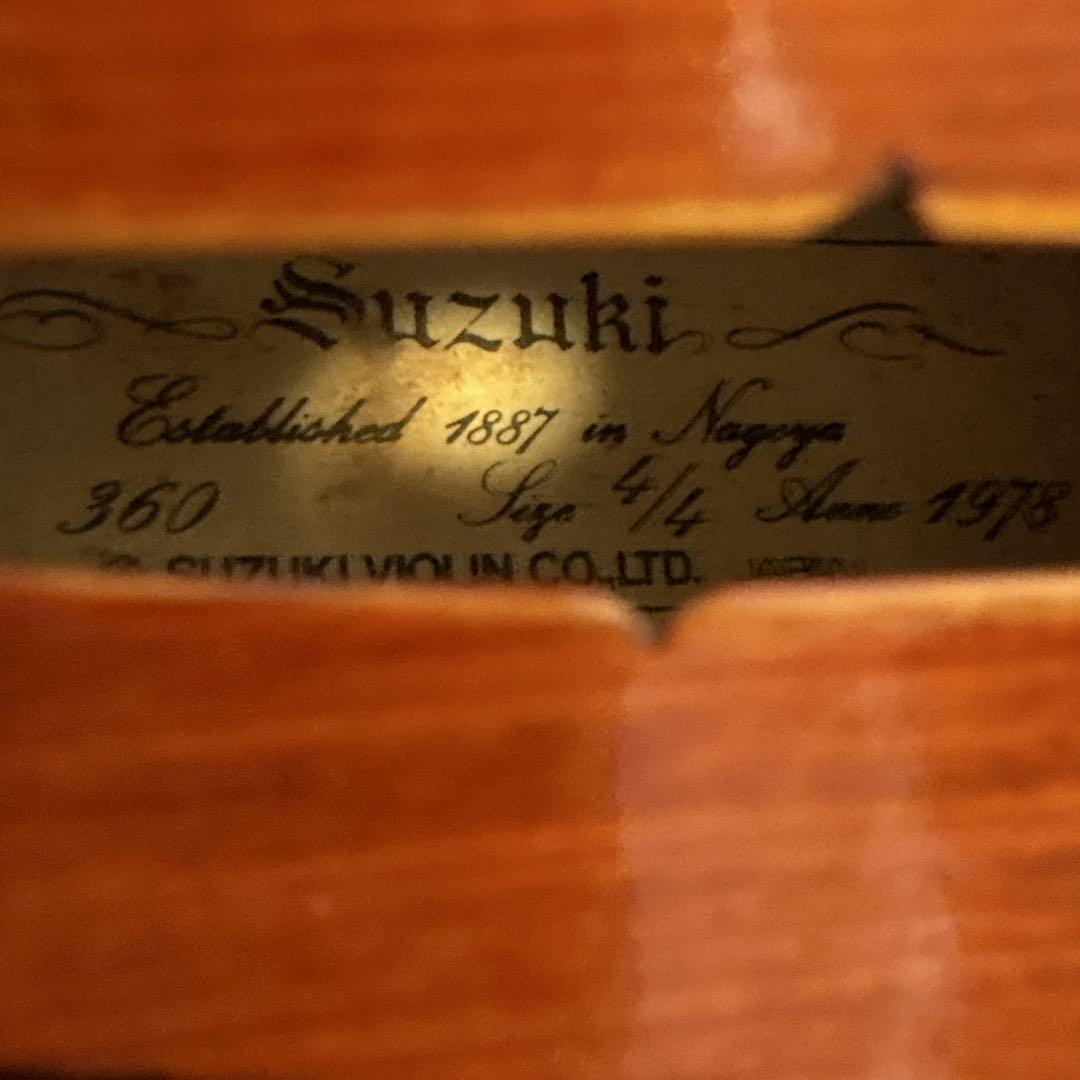 Suzuki
Established 1887 in Nagoya
360 Size 4/4 Anno 1978
SUZUKI VIOLIN CO.,LTD.